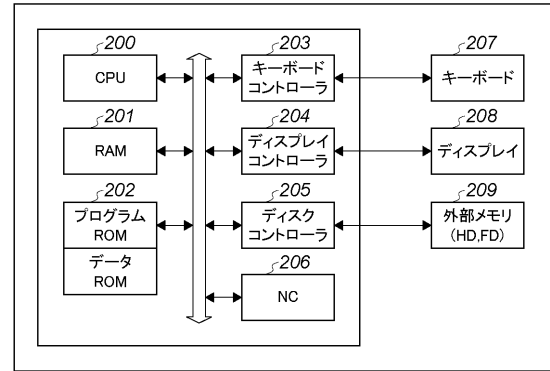 200
CPU
201
RAM
202
プログラム
ROM
データ
ROM
203
キーボード
コントローラ
204
ディスプレイ
コントローラ
205
ディスク
コントローラ
206
NC
207
キーボード
208
ディスプレイ
209
外部メモリ
(HD,FD)